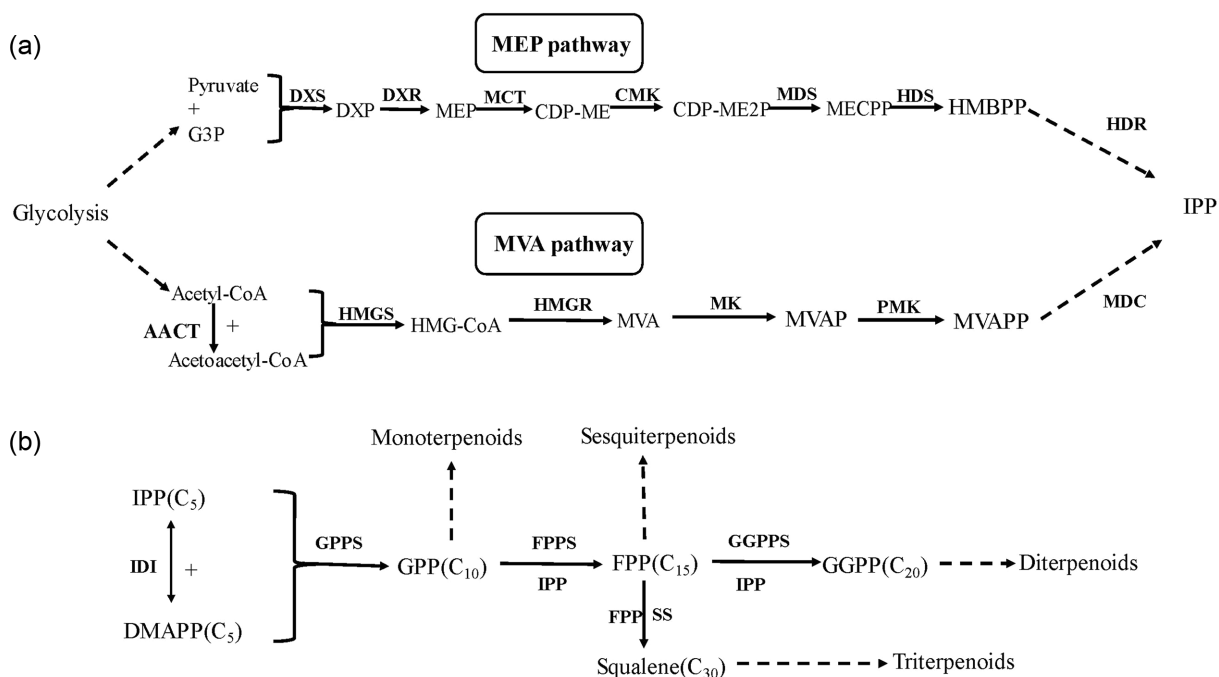 (a)
MEP pathway
Pyruvate
+
G3P
DXS
DXP
DXR
MEP
MCT
CDP-ME
CMK
CDP-ME2P
MDS
MECPP
HDS
HMBPP
HDR
Glycolysis
IPP
MVA pathway
Acetyl-CoA
AACT
+
Acetoacetyl-CoA
HMGS
HMG-CoA
HMGR
MVA
MK
MVAP
PMK
MVAPP
MDC
(b)
Monoterpenoids
Sesquiterpenoids
IPP(C₅)
IDI
+
DMAPP(C₅)
GPPS
GPP(C₁₀)
FPPS
IPP
FPP(C₁₅)
GGPPS
IPP
GGPP(C₂₀)
Diterpenoids
FPP
SS
Squalene(C₃₀)
Triterpenoids